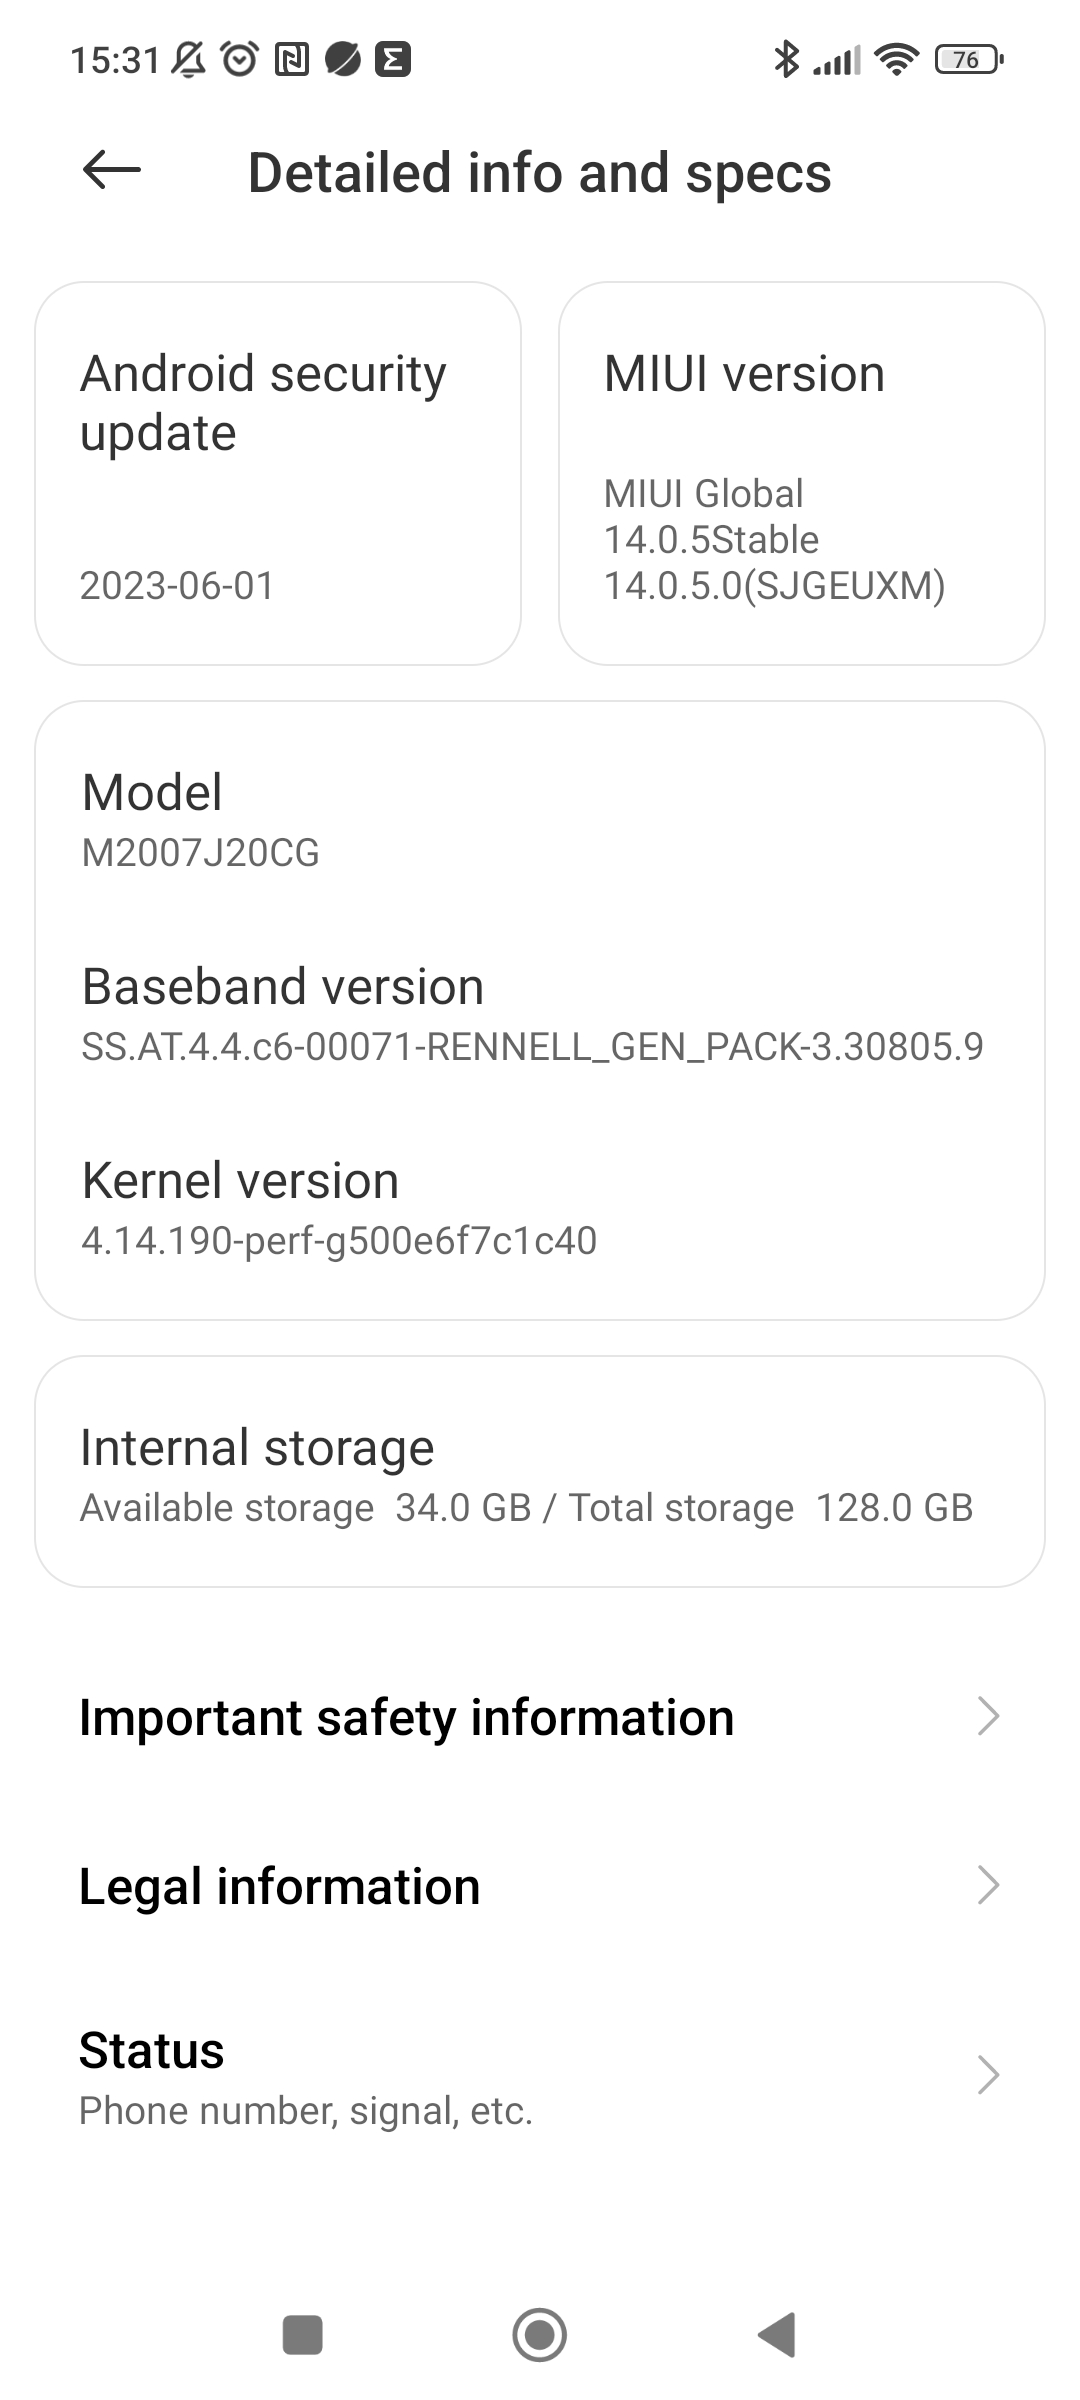 15:31
76
Detailed info and specs
Android security
update
2023-06-01
MIUI version
MIUI Global
14.0.5Stable
14.0.5.0(SJGEUXM)
Model
M2007J20CG
Baseband version
SS.AT.4.4.c6-00071-RENNELL_GEN_PACK-3.30805.9
Kernel version
4.14.190-perf-g500e6f7c1c40
Internal storage
Available storage  34.0 GB / Total storage  128.0 GB
Important safety information
Legal information
Status
Phone number, signal, etc.